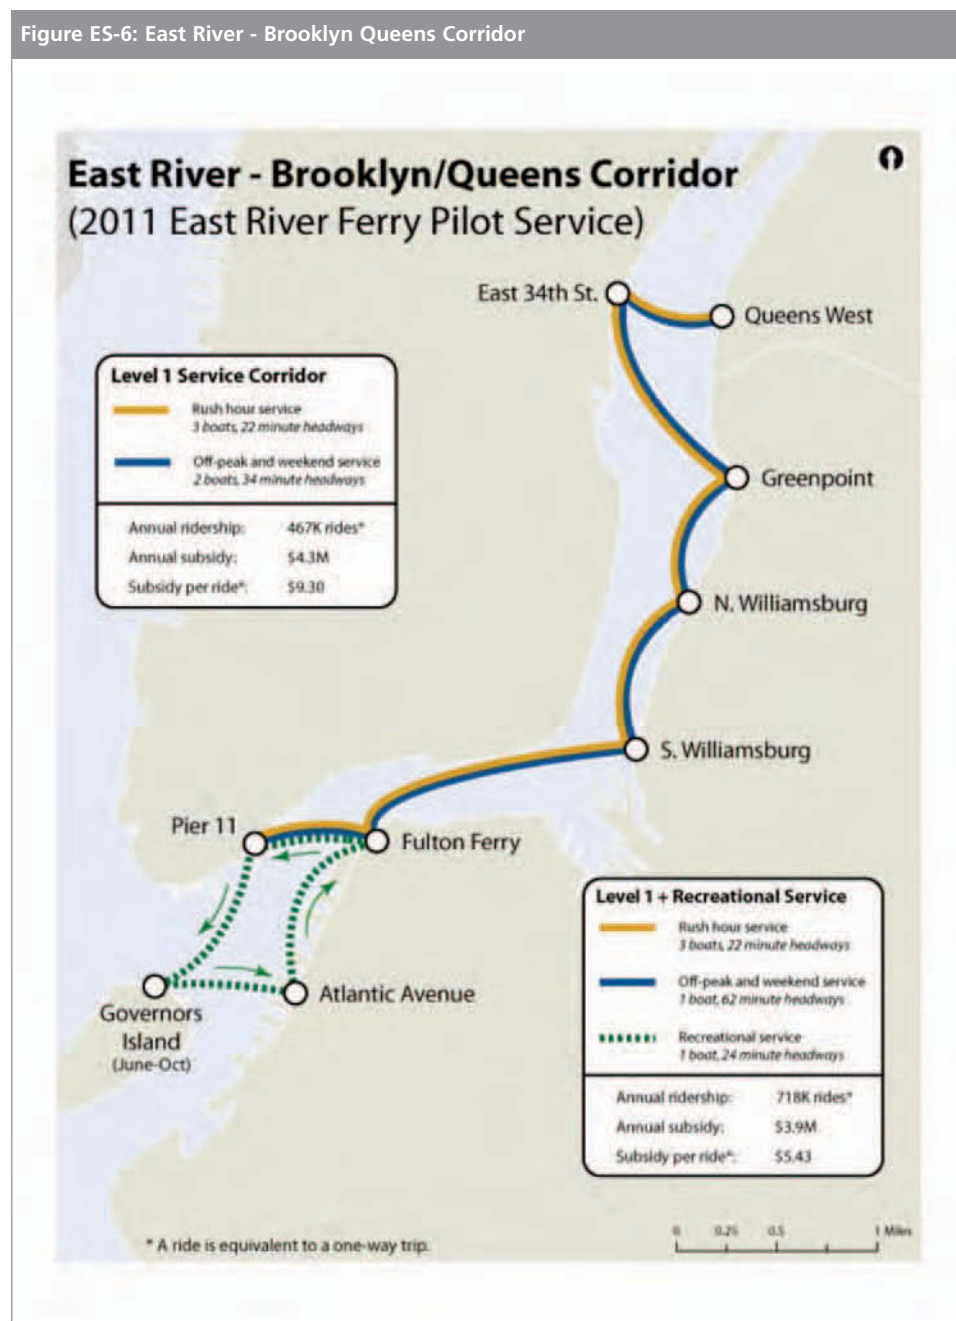 Figure ES-6: East River - Brooklyn Queens Corridor
East River - Brooklyn/Queens Corridor
(2011 East River Ferry Pilot Service)
East 34th St.
Queens West
Level 1 Service Corridor
Rush hour service
3 boats, 22 minute headways
Off-peak and weekend service
2 boats, 34 minute headways
Annual ridership: 467K rides*
Annual subsidy: $4.3M
Subsidy per ride*: $9.30
Greenpoint
N. Williamsburg
S. Williamsburg
Pier 11
Fulton Ferry
Governors
Island
(June-Oct)
Atlantic Avenue
Level 1 + Recreational Service
Rush hour service
3 boats, 22 minute headways
Off-peak and weekend service
1 boat, 62 minute headways
Recreational service
1 boat, 24 minute headways
Annual ridership: 718K rides*
Annual subsidy: $3.9M
Subsidy per ride*: $5.43
* A ride is equivalent to a one-way trip.
0 0.25 0.5 1 Miles